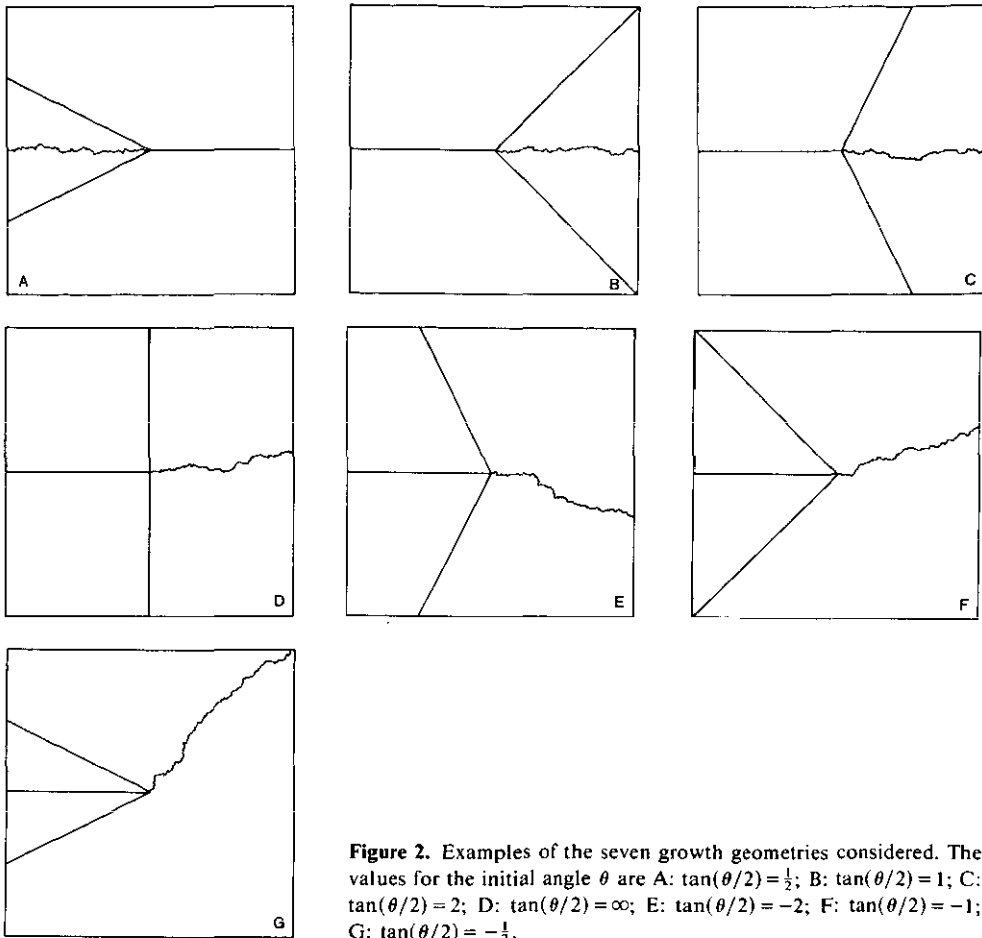 A
B
C
D
E
F
G
Figure 2. Examples of the seven growth geometries considered. The
values for the initial angle θ are A: tan(θ/2) = ½; B: tan(θ/2) = 1; C:
tan(θ/2) = 2; D: tan(θ/2) = ∞; E: tan(θ/2) = −2; F: tan(θ/2) = −1;
G: tan(θ/2) = −½.